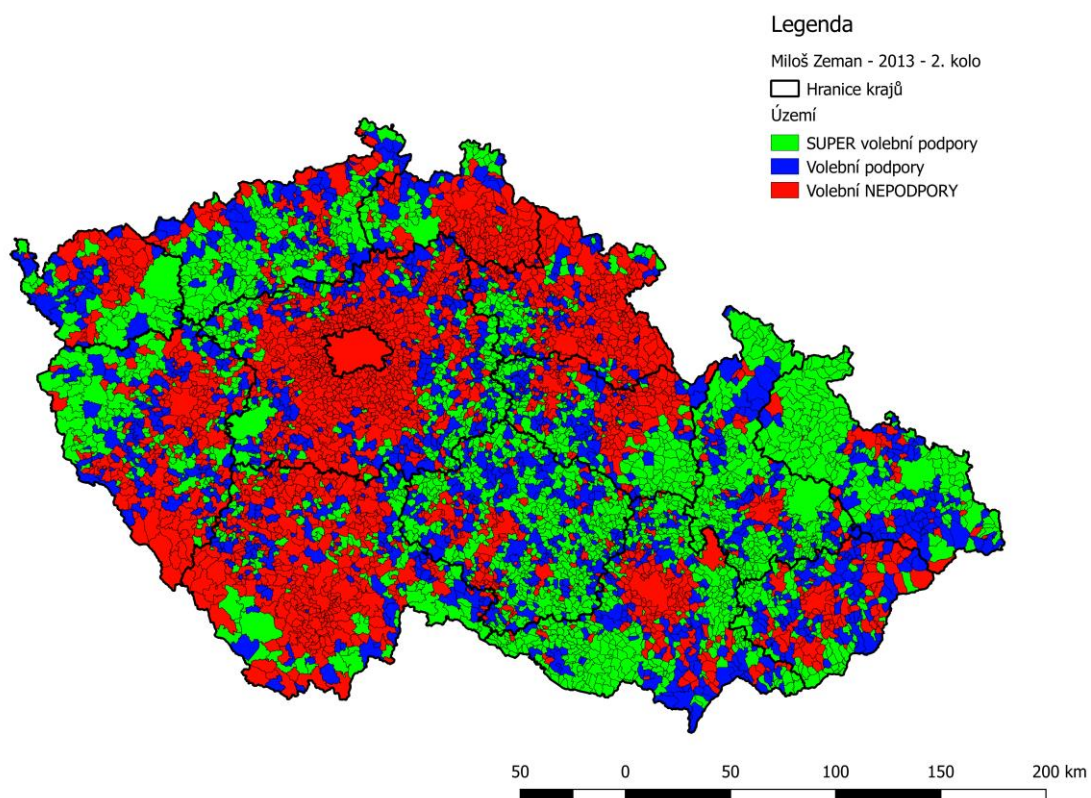 Legenda
Miloš Zeman - 2013 - 2. kolo
Hranice krajů
Území
SUPER volební podpory
Volební podpory
Volební NEPODPORY
50 0 50 100 150 200 km